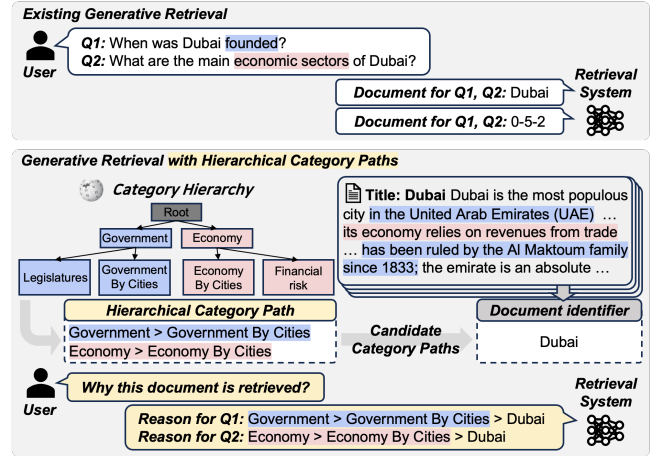 Existing Generative Retrieval
Q1: When was Dubai founded?
Q2: What are the main economic sectors of Dubai?
User
Retrieval
System
Document for Q1, Q2: Dubai
Document for Q1, Q2: 0-5-2
Generative Retrieval with Hierarchical Category Paths
Category Hierarchy
Root
Government
Economy
Legislatures
Government
By Cities
Economy
By Cities
Financial
risk
Title: Dubai Dubai is the most populous
city in the United Arab Emirates (UAE) ...
its economy relies on revenues from trade
... has been ruled by the Al Maktoum family
since 1833; the emirate is an absolute ...
Hierarchical Category Path
Government > Government By Cities
Economy > Economy By Cities
Candidate
Category Paths
Document identifier
Dubai
User
Why this document is retrieved?
Retrieval
System
Reason for Q1: Government > Government By Cities > Dubai
Reason for Q2: Economy > Economy By Cities > Dubai